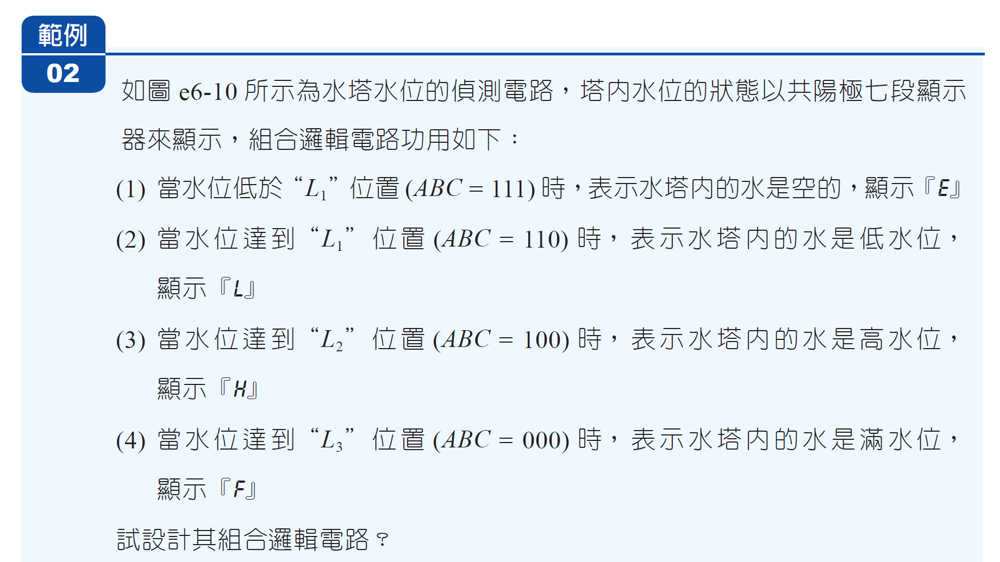 範例
02
如圖 e6-10 所示為水塔水位的偵測電路，塔內水位的狀態以共陽極七段顯示
器來顯示，組合邏輯電路功用如下：
(1) 當水位低於“L₁”位置 (ABC = 111) 時，表示水塔內的水是空的，顯示『E』
(2) 當水位達到“L₁”位置 (ABC = 110) 時，表示水塔內的水是低水位，
顯示『L』
(3) 當水位達到“L₂”位置 (ABC = 100) 時，表示水塔內的水是高水位，
顯示『H』
(4) 當水位達到“L₃”位置 (ABC = 000) 時，表示水塔內的水是滿水位，
顯示『F』
試設計其組合邏輯電路？